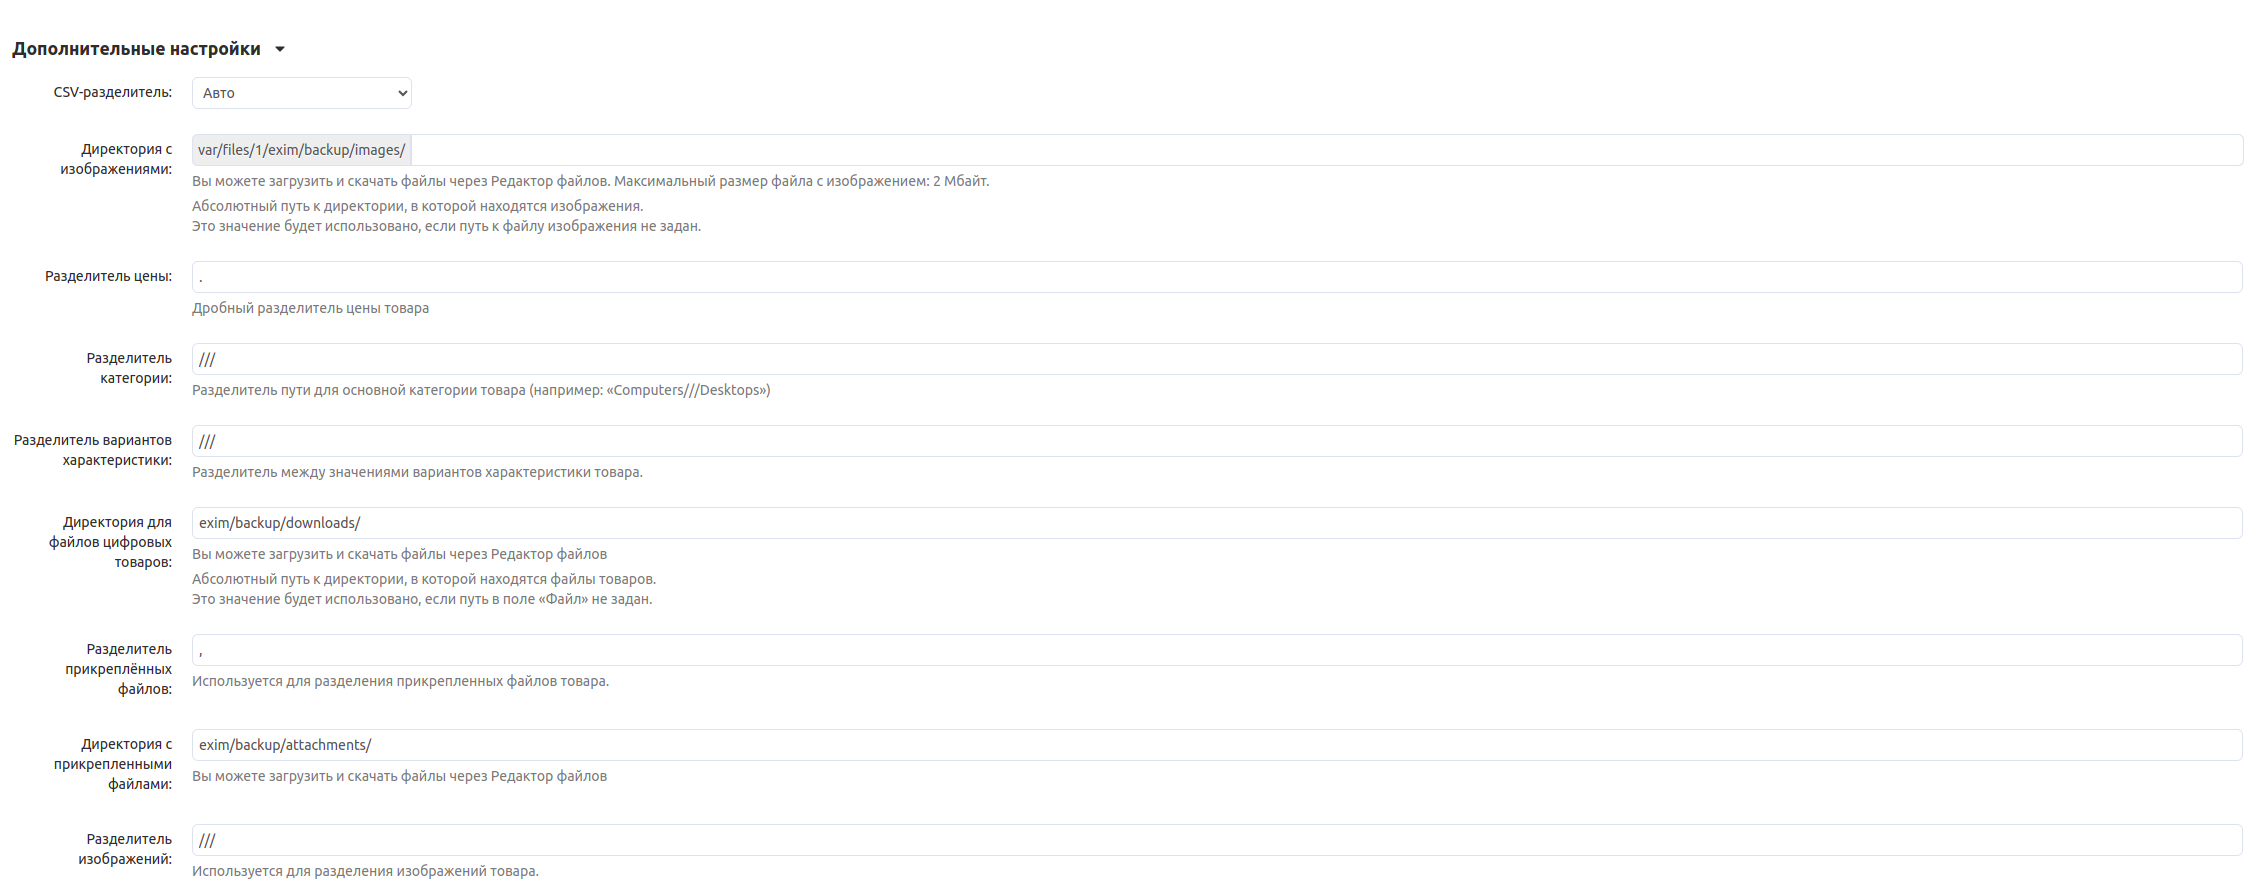 Дополнительные настройки
CSV-разделитель:
Авто
Директория с
изображениями:
var/files/1/exim/backup/images/
Вы можете загрузить и скачать файлы через Редактор файлов. Максимальный размер файла с изображением: 2 Мбайт.
Абсолютный путь к директории, в которой находятся изображения.
Это значение будет использовано, если путь к файлу изображения не задан.
Разделитель цены:
.
Дробный разделитель цены товара
Разделитель
категории:
///
Разделитель пути для основной категории товара (например: «Computers///Desktops»)
Разделитель вариантов
характеристики:
///
Разделитель между значениями вариантов характеристики товара.
Директория для
файлов цифровых
товаров:
exim/backup/downloads/
Вы можете загрузить и скачать файлы через Редактор файлов
Абсолютный путь к директории, в которой находятся файлы товаров.
Это значение будет использовано, если путь в поле «Файл» не задан.
Разделитель
прикреплённых
файлов:
,
Используется для разделения прикрепленных файлов товара.
Директория с
прикрепленными
файлами:
exim/backup/attachments/
Вы можете загрузить и скачать файлы через Редактор файлов
Разделитель
изображений:
///
Используется для разделения изображений товара.